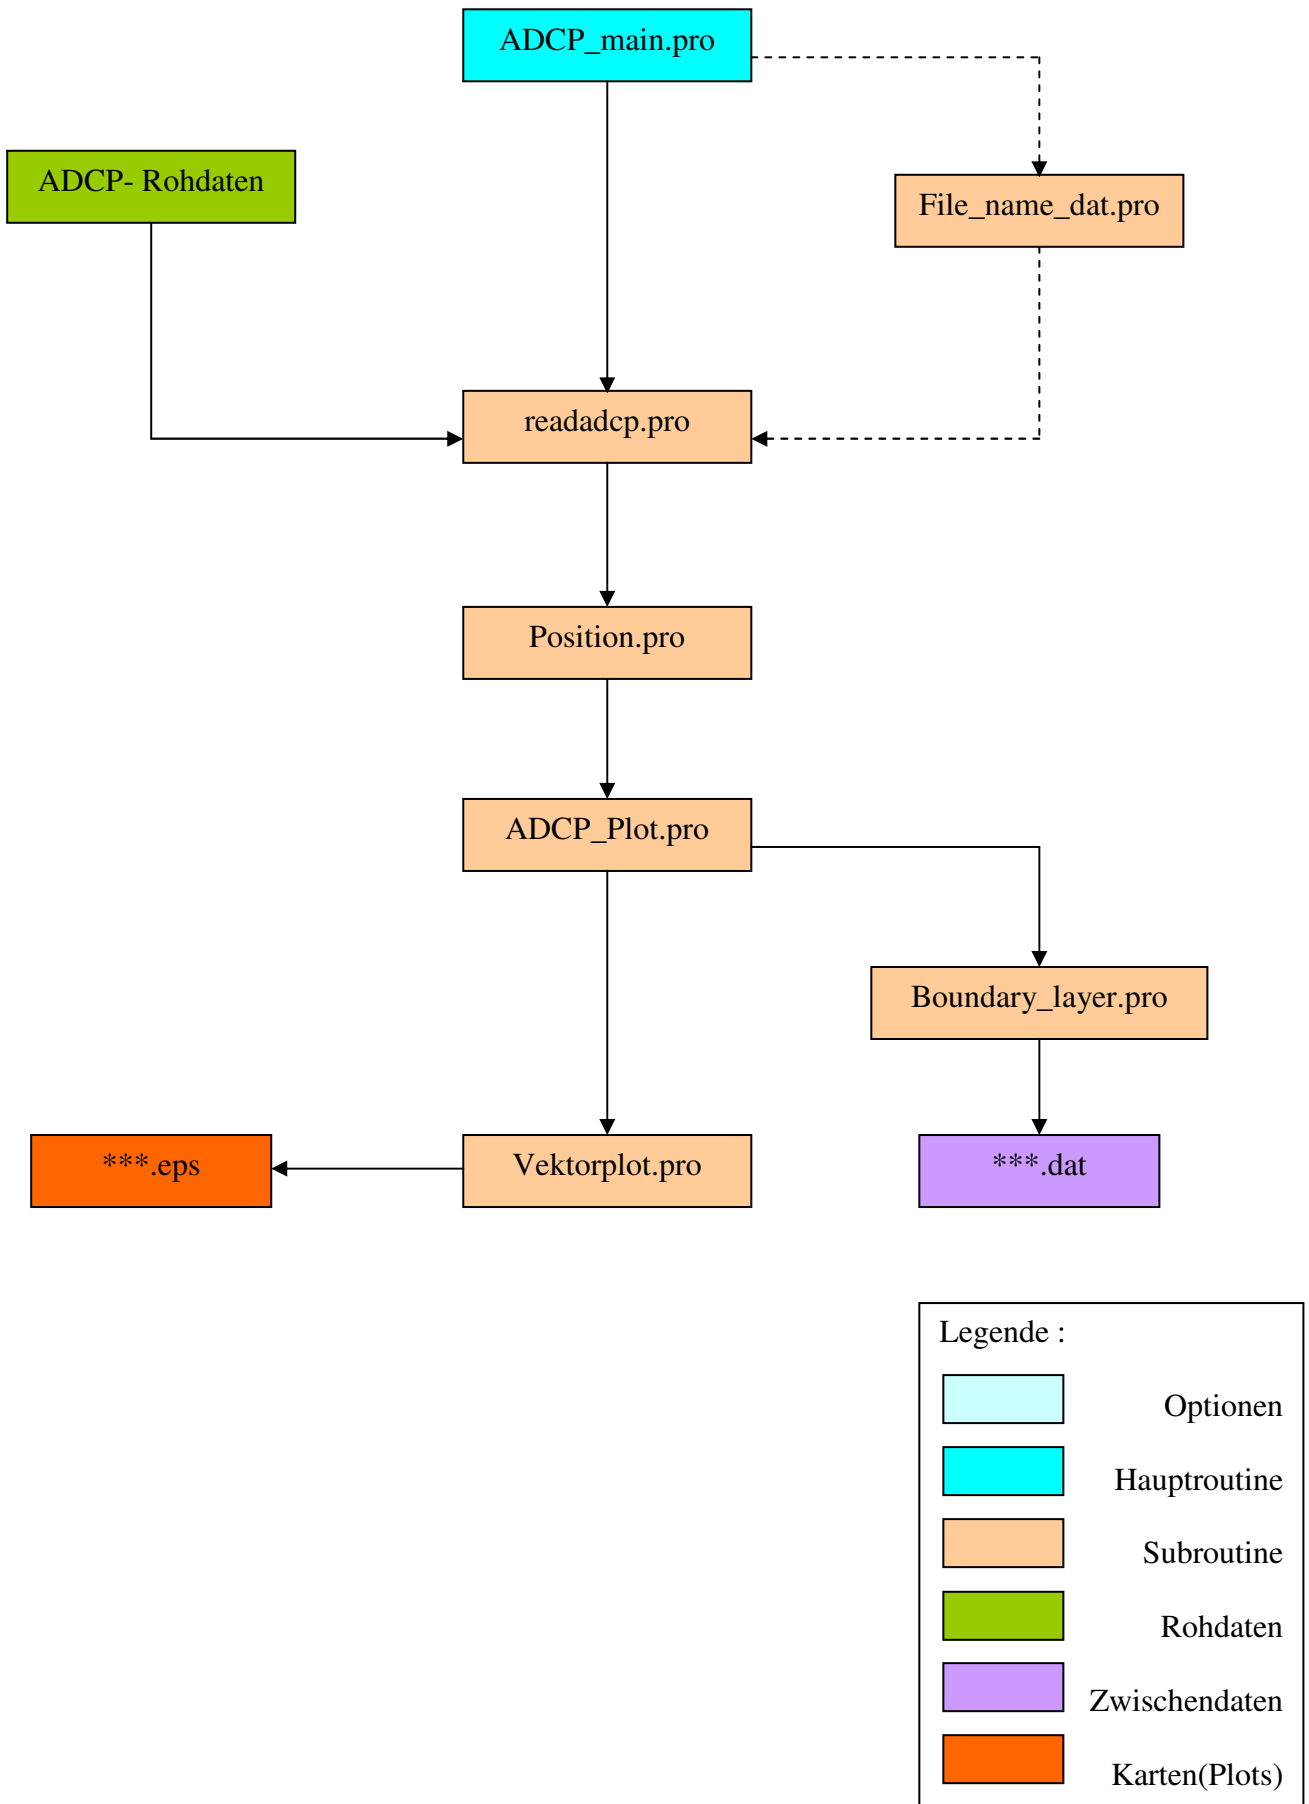 ADCP_main.pro
ADCP- Rohdaten
File_name_dat.pro
readadcp.pro
Position.pro
ADCP_Plot.pro
Boundary_layer.pro
***.eps
Vektorplot.pro
***.dat
Legende :
Optionen
Hauptroutine
Subroutine
Rohdaten
Zwischendaten
Karten(Plots)